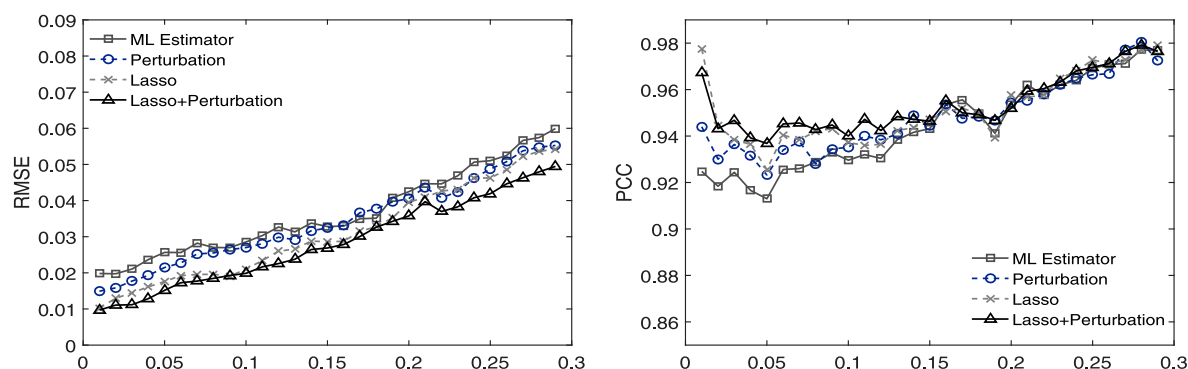 0.09
0.08
0.07
0.06
0.05
0.04
0.03
0.02
0.01
0
RMSE
ML Estimator
Perturbation
Lasso
Lasso+Perturbation
0 0.05 0.1 0.15 0.2 0.25 0.3
0.98
0.96
0.94
0.92
0.9
0.88
0.86
PCC
ML Estimator
Perturbation
Lasso
Lasso+Perturbation
0 0.05 0.1 0.15 0.2 0.25 0.3